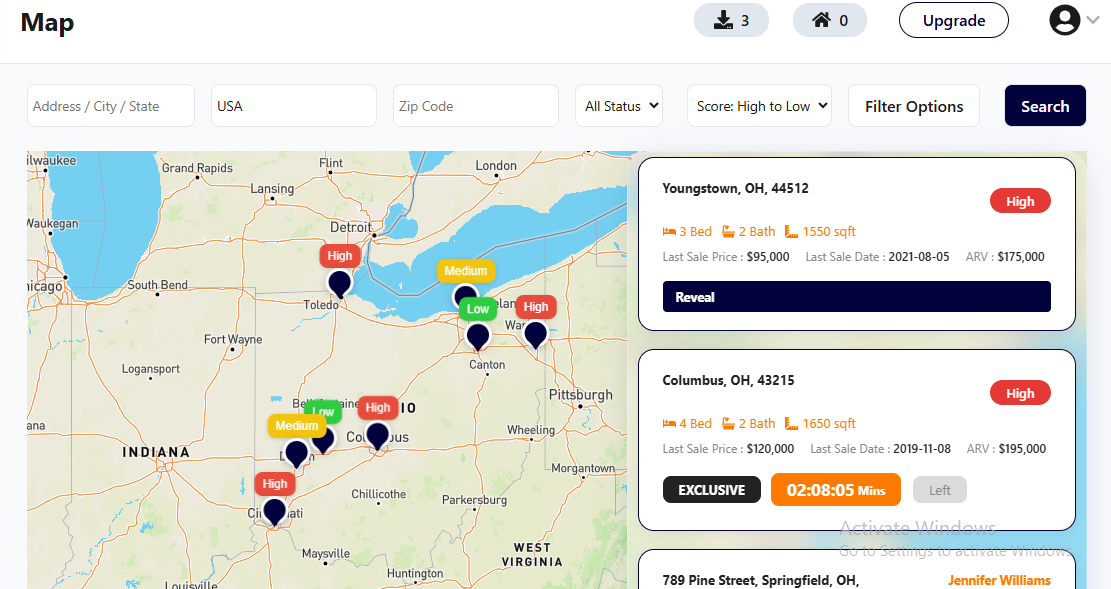 Map
3
0
Upgrade
Address / City / State
USA
Zip Code
All Status
Score: High to Low
Filter Options
Search
Grand Rapids
Flint
London
Lansing
Waukegan
Detroit
High
Medium
South Bend
Toledo
Low
High
Fort Wayne
Canton
Logansport
Pittsburgh
Low
High
Medium
Wheeling
INDIANA
Morgantown
High
Chillicothe
Parkersburg
Maysville
WEST
VIRGINIA
Huntington
Louisville
Youngstown, OH, 44512
High
3 Bed 2 Bath 1550 sqft
Last Sale Price : $95,000 Last Sale Date : 2021-08-05 ARV : $175,000
Reveal
Columbus, OH, 43215
High
4 Bed 2 Bath 1650 sqft
Last Sale Price : $120,000 Last Sale Date : 2019-11-08 ARV : $195,000
EXCLUSIVE 02:08:05 Mins Left
Activate Windows
Go to Settings to activate Windows.
789 Pine Street, Springfield, OH,
Jennifer Williams